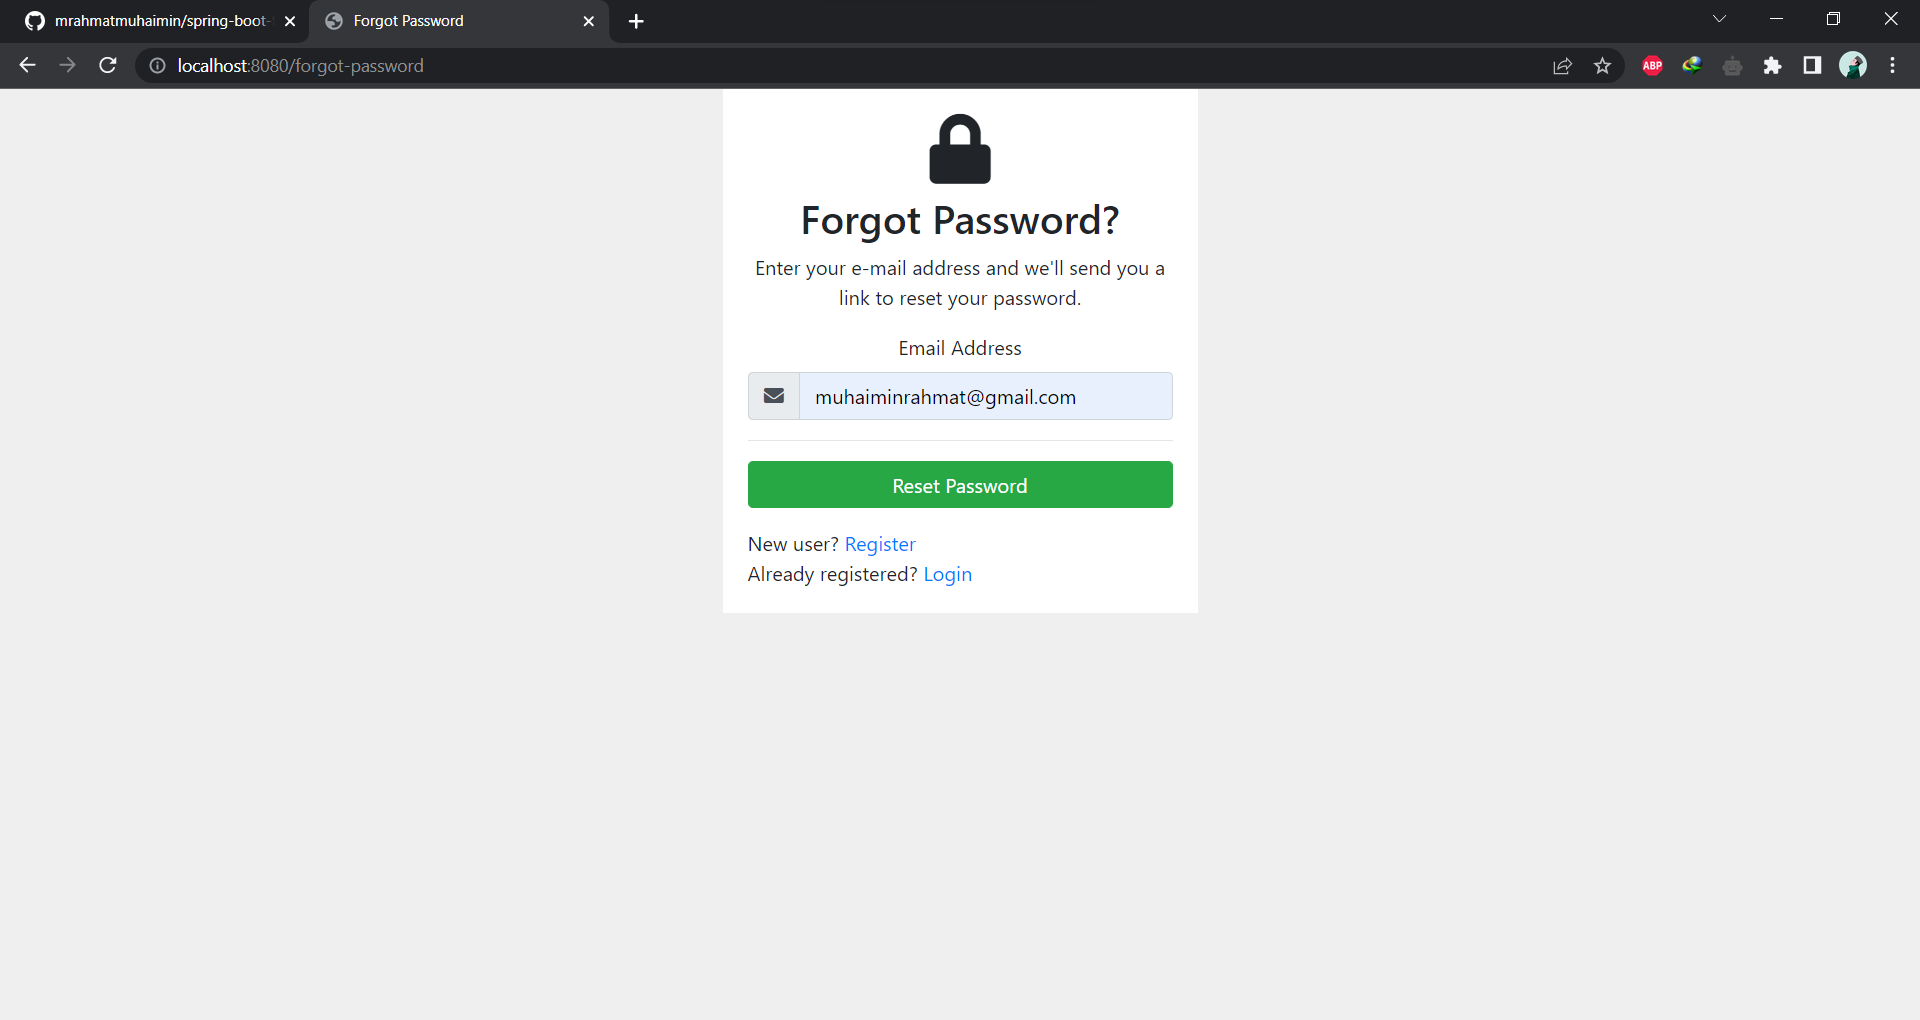 mrahmatmuhaimin/spring-boot-
Forgot Password
localhost:8080/forgot-password
ABP
Forgot Password?
Enter your e-mail address and we'll send you a
link to reset your password.
Email Address
muhaiminrahmat@gmail.com
Reset Password
New user? Register
Already registered? Login